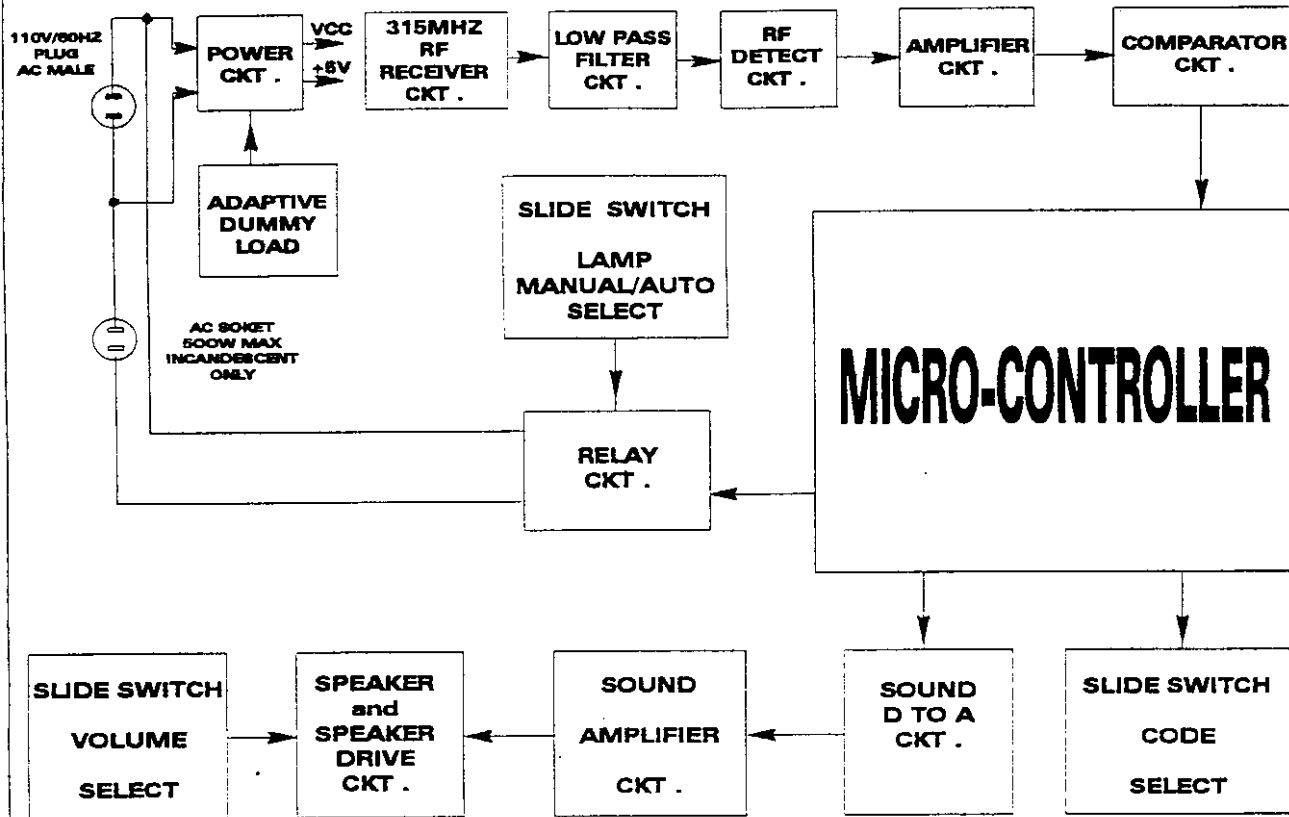 110V/60HZ
PLUG
AC MALE
POWER
CKT .
VCC
+6V
315MHZ
RF
RECEIVER
CKT .
LOW PASS
FILTER
CKT .
RF
DETECT
CKT .
AMPLIFIER
CKT .
COMPARATOR
CKT .
ADAPTIVE
DUMMY
LOAD
SLIDE SWITCH
LAMP
MANUAL/AUTO
SELECT
AC SOKET
500W MAX
INCANDESCENT
ONLY
MICRO-CONTROLLER
RELAY
CKT .
SLIDE SWITCH
VOLUME
SELECT
SPEAKER
and
SPEAKER
DRIVE
CKT .
SOUND
AMPLIFIER
CKT .
SOUND
D TO A
CKT .
SLIDE SWITCH
CODE
SELECT